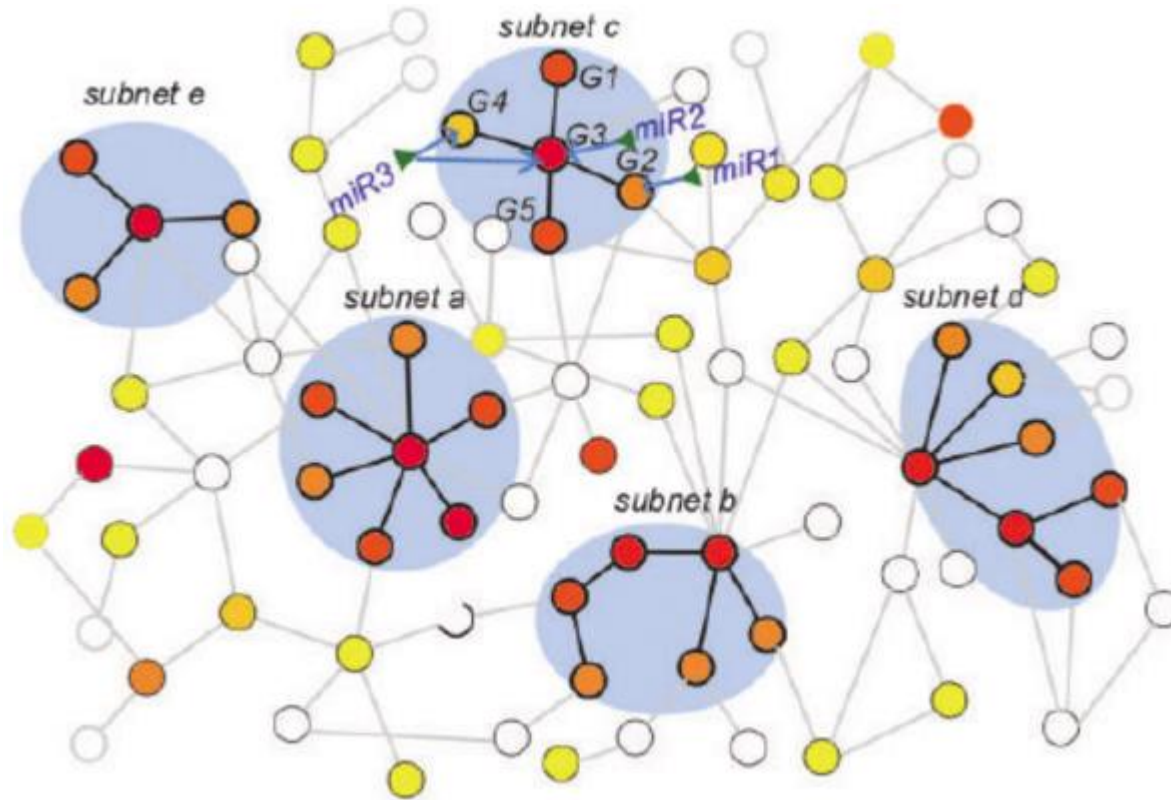 subnet c
subnet e
G1
G4
G3
miR2
G2
miR1
miR3
G5
subnet a
subnet d
subnet b